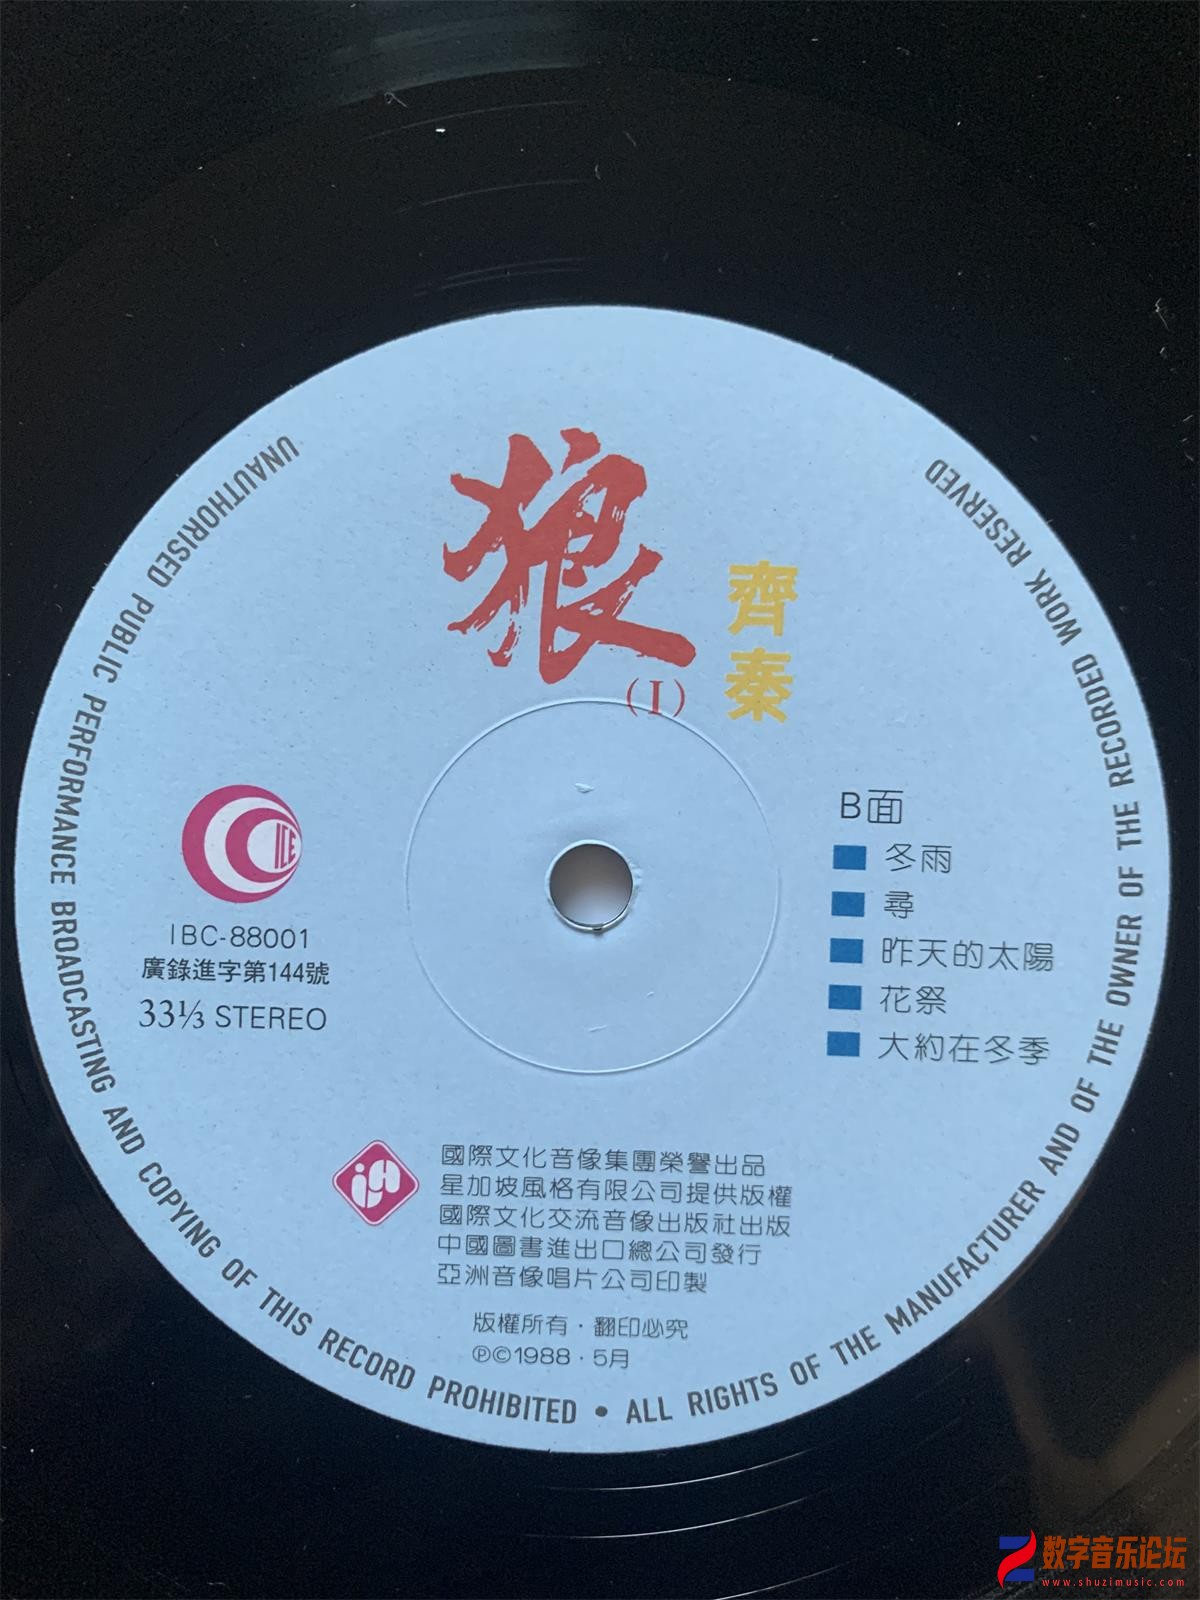 狼
(I)
齊秦
UNAUTHORISED PUBLIC PERFORMANCE BROADCASTING AND COPYING OF THIS RECORD PROHIBITED • ALL RIGHTS OF THE MANUFACTURER AND OF THE OWNER OF THE RECORDED WORK RESERVED
ICE
IBC-88001
廣錄進字第144號
33⅓ STEREO
B面
冬雨
尋
昨天的太陽
花祭
大約在冬季
國際文化音像集團榮譽出品
星加坡風格有限公司提供版權
國際文化交流音像出版社出版
中國圖書進出口總公司發行
亞洲音像唱片公司印製
版權所有·翻印必究
℗©1988·5月
数字音乐论坛
www.shuzimusic.com